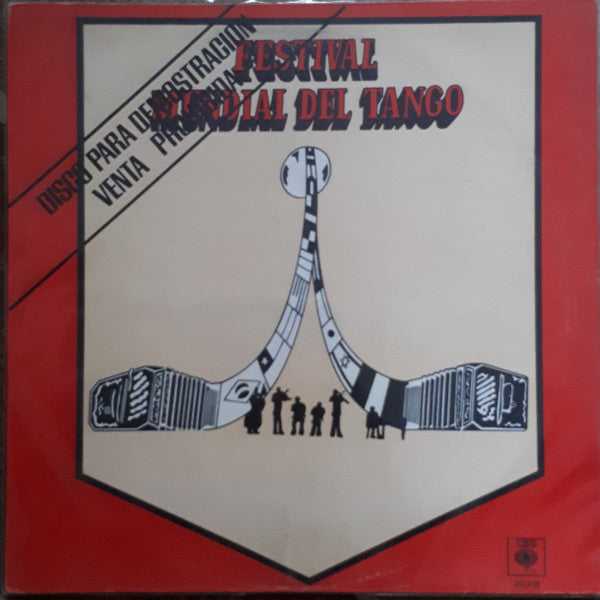 DISCO PARA DEMOSTRACION
VENTA PROHIBIDA
FESTIVAL
MUNDIAL DEL TANGO
CBS